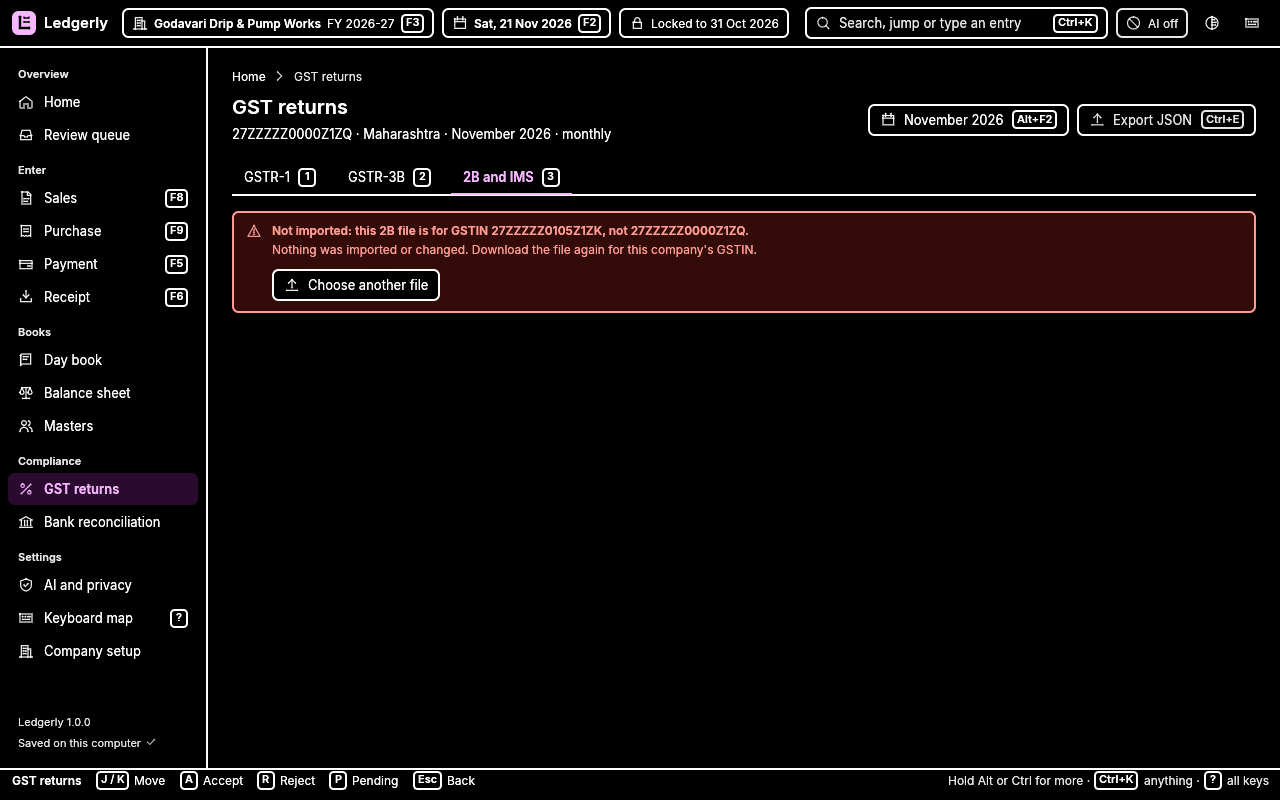 Ledgerly
Godavari Drip & Pump Works FY 2026-27 F3
Sat, 21 Nov 2026 F2
Locked to 31 Oct 2026
Search, jump or type an entry Ctrl+K
AI off
Overview
Home
Review queue
Enter
Sales F8
Purchase F9
Payment F5
Receipt F6
Books
Day book
Balance sheet
Masters
Compliance
GST returns
Bank reconciliation
Settings
AI and privacy
Keyboard map ?
Company setup
Ledgerly 1.0.0
Saved on this computer
Home GST returns
GST returns
27ZZZZZ0000Z1ZQ · Maharashtra · November 2026 · monthly
November 2026 Alt+F2
Export JSON Ctrl+E
GSTR-1 1 GSTR-3B 2 2B and IMS 3
Not imported: this 2B file is for GSTIN 27ZZZZZ0105Z1ZK, not 27ZZZZZ0000Z1ZQ.
Nothing was imported or changed. Download the file again for this company's GSTIN.
Choose another file
GST returns J / K Move A Accept R Reject P Pending Esc Back
Hold Alt or Ctrl for more · Ctrl+K anything · ? all keys